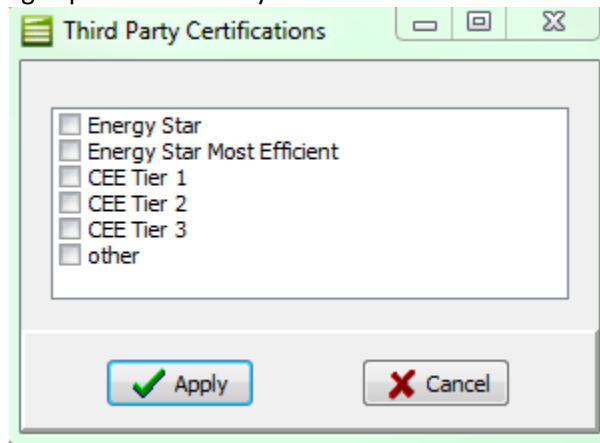 Third Party Certifications
Energy Star
Energy Star Most Efficient
CEE Tier 1
CEE Tier 2
CEE Tier 3
other
Apply Cancel